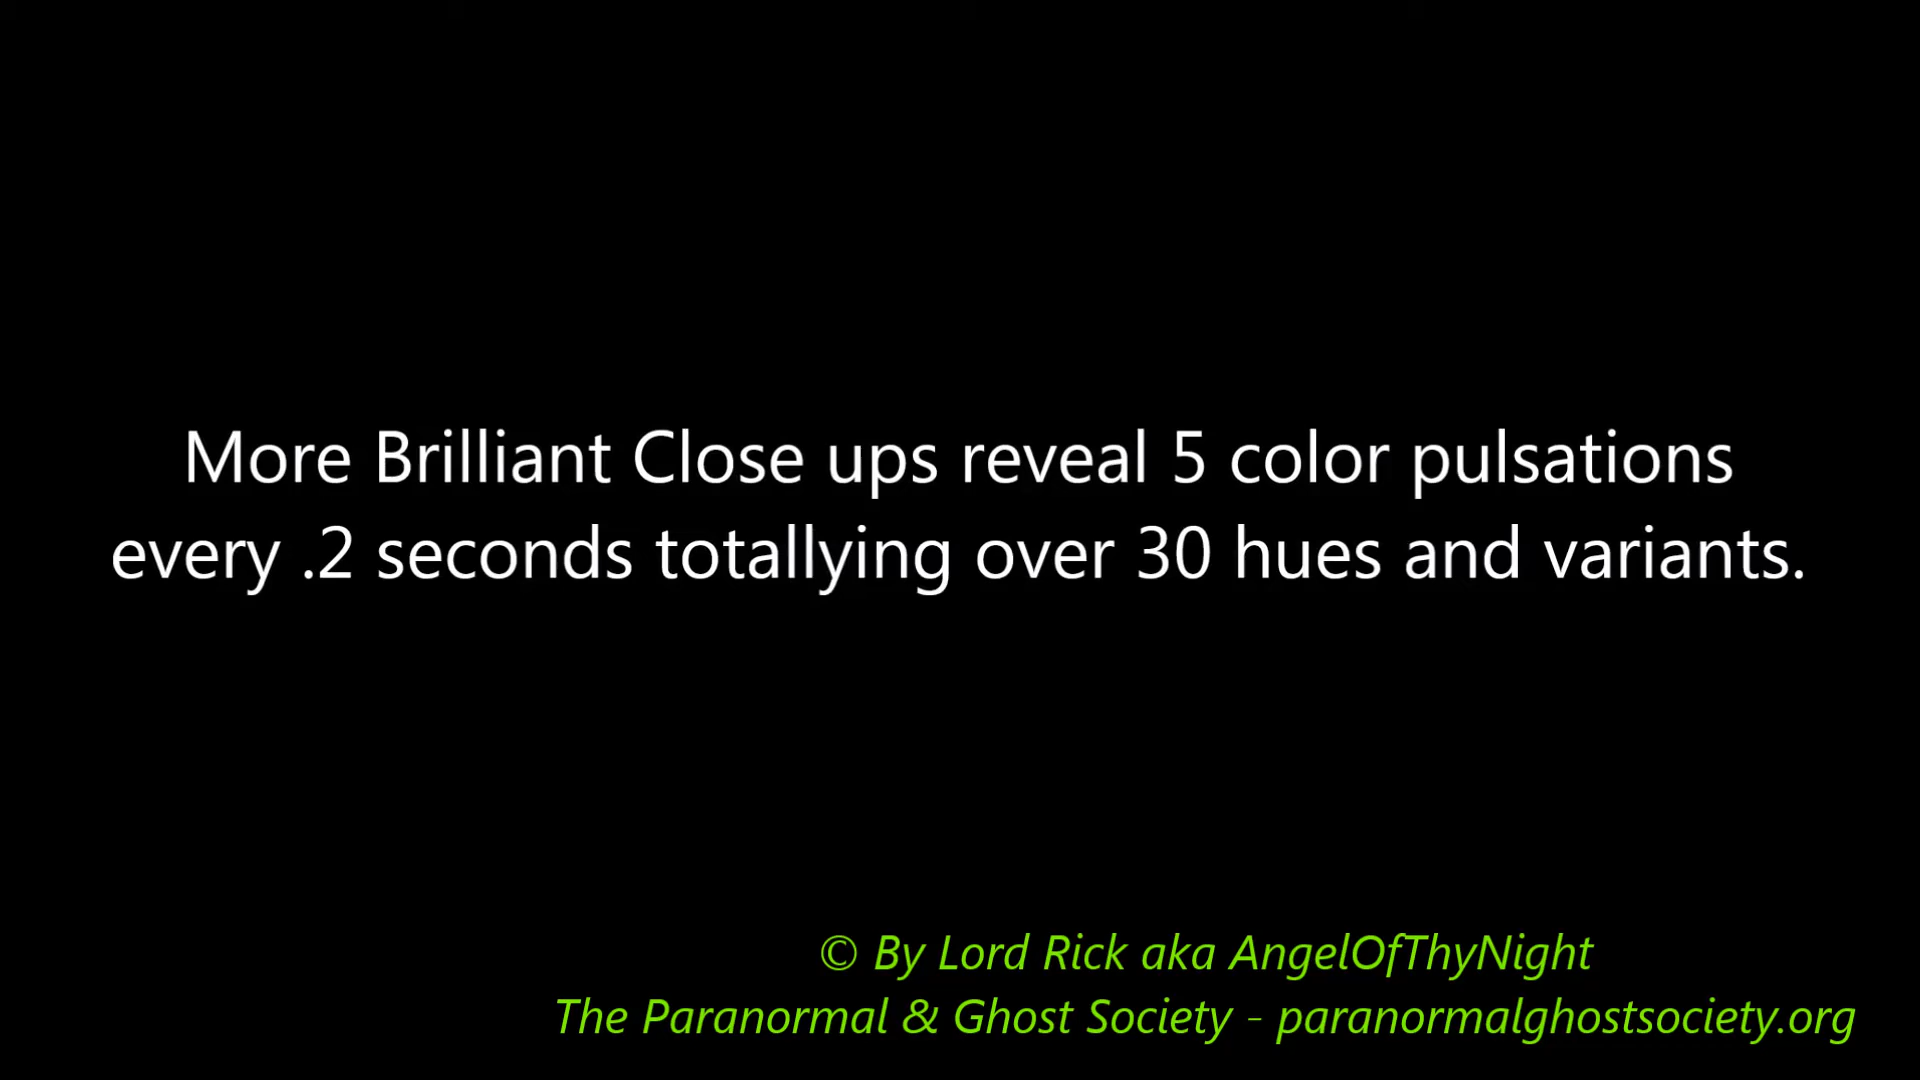 More Brilliant Close ups reveal 5 color pulsations
every .2 seconds totallying over 30 hues and variants.
© By Lord Rick aka AngelOfThyNight
The Paranormal & Ghost Society - paranormalghostsociety.org